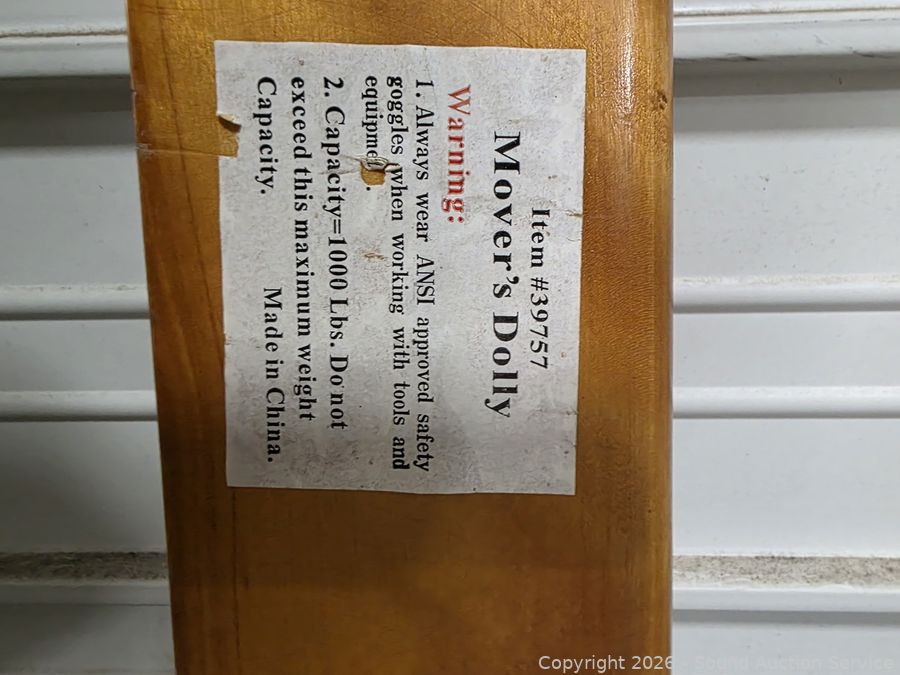 Item #39757
Mover's Dolly
Warning:
1. Always wear ANSI approved safety
goggles when working with tools and
equipment.
2. Capacity=1000 Lbs. Do not
exceed this maximum weight
Capacity. Made in China.
Copyright 2026 - Sound Auction Service